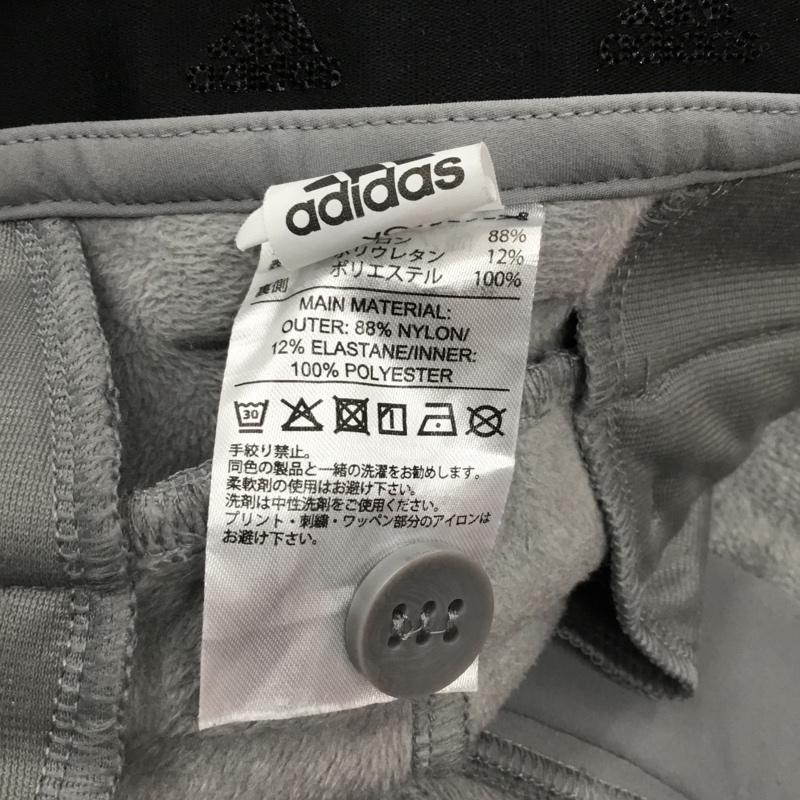 adidas
adidas
adidas
88%
ポリウレタン 12%
裏側 ポリエステル 100%
MAIN MATERIAL:
OUTER: 88% NYLON/
12% ELASTANE/INNER:
100% POLYESTER
30
手絞り禁止。
同色の製品と一緒の洗濯をお勧めします。
柔軟剤の使用はお避け下さい。
洗剤は中性洗剤をご使用ください。
プリント・刺繍・ワッペン部分のアイロンは
お避け下さい。